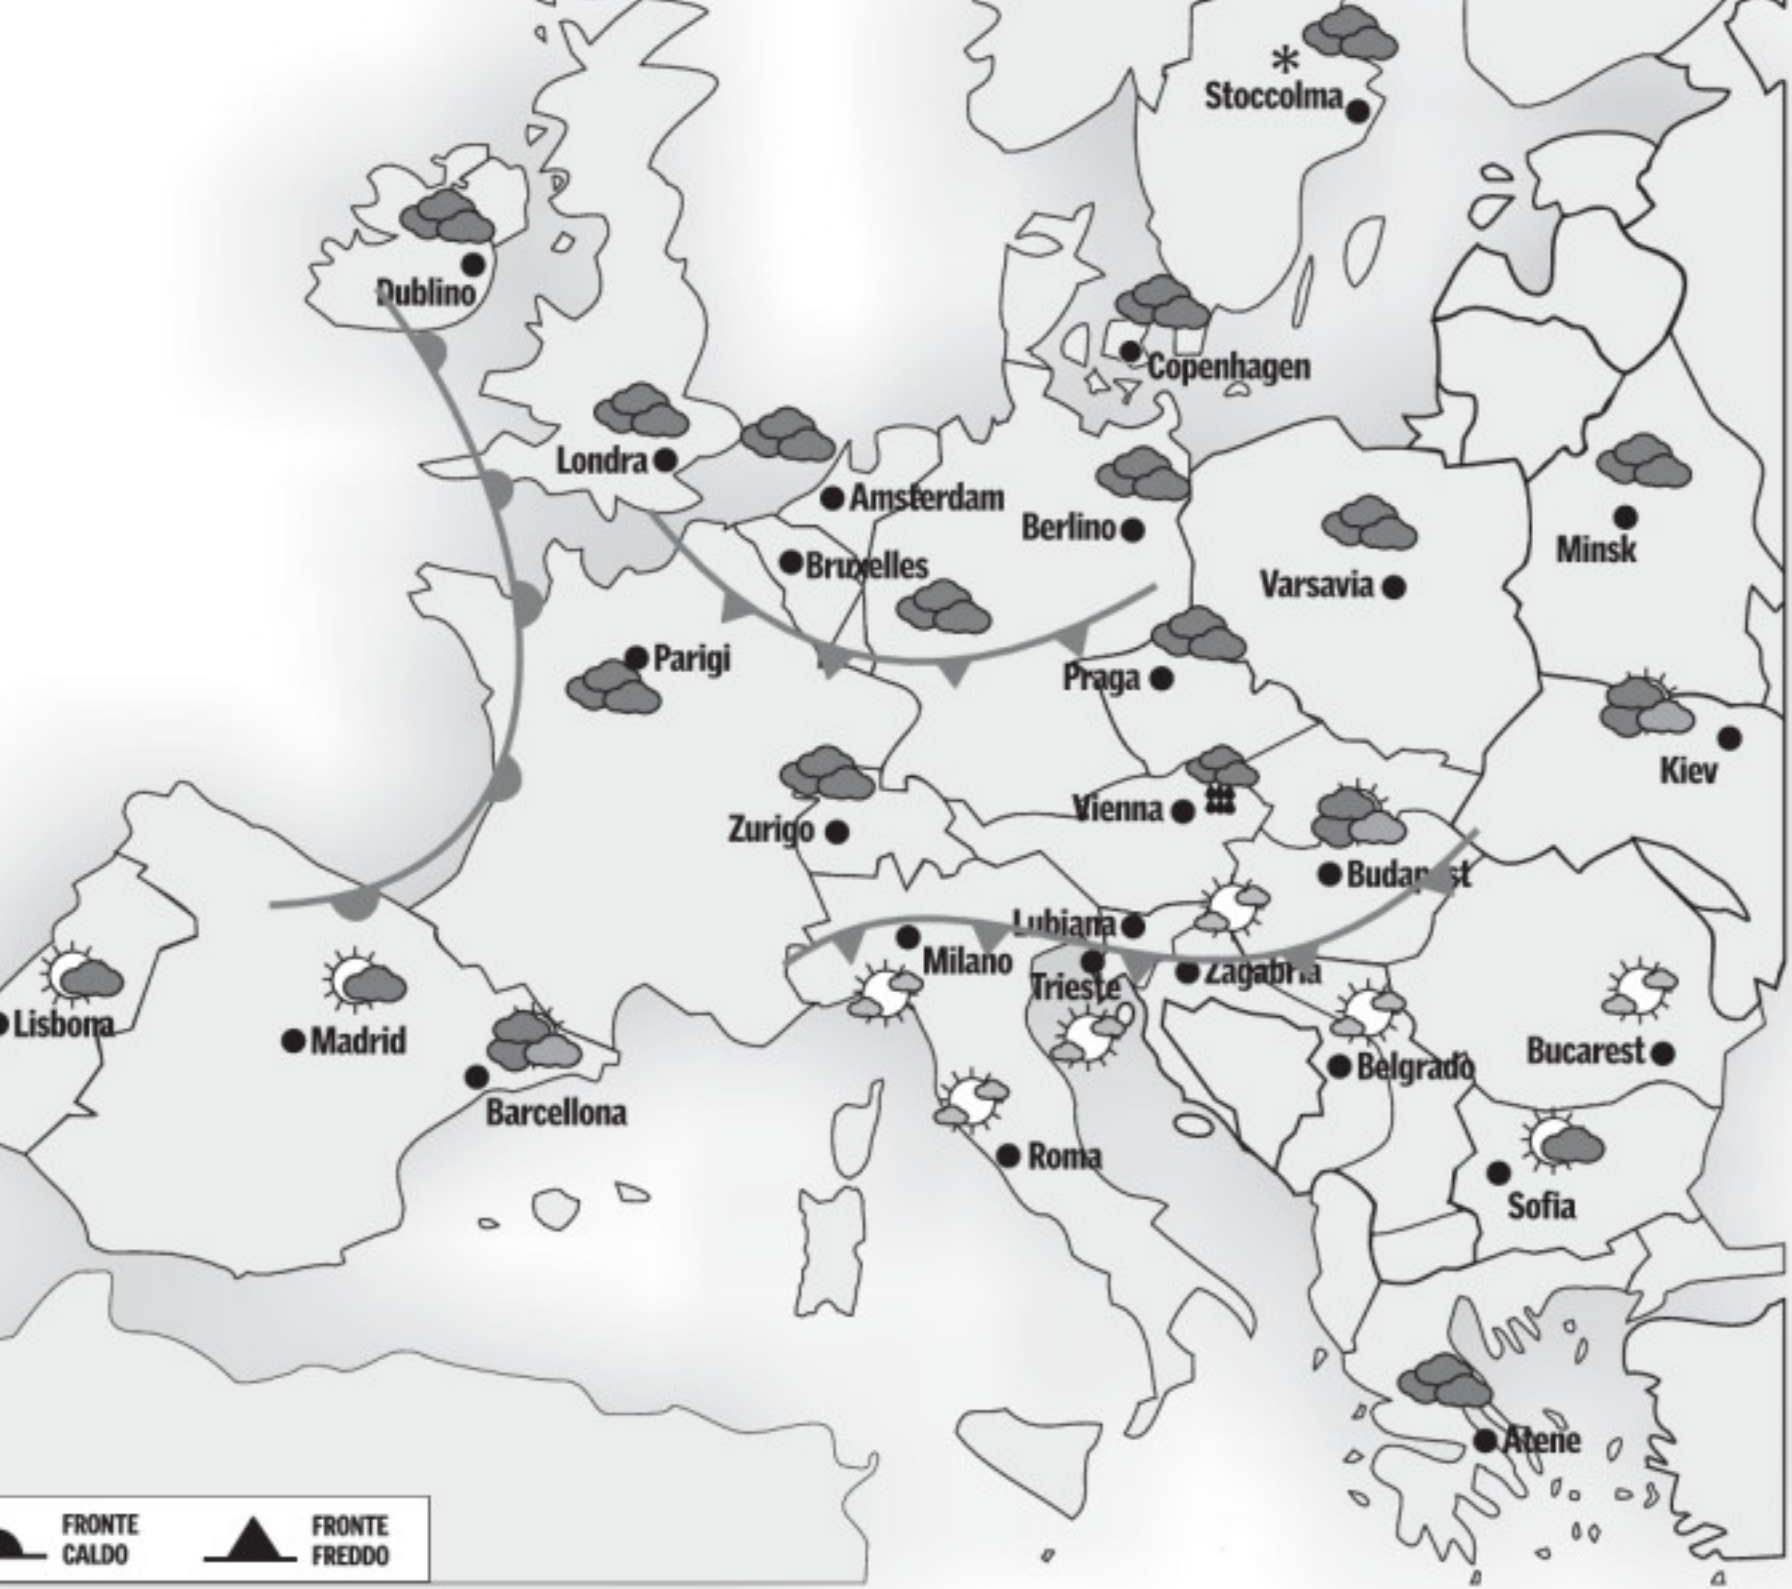 *
Stoccolma
Dublino
Copenhagen
Londra
Amsterdam
Berlino
Bruxelles
Minsk
Varsavia
Parigi
Praga
Kiev
Vienna
Zurigo
Budapest
Lubiana
Milano
Zagabria
Trieste
Lisbona
Madrid
Bucarest
Belgrado
Barcellona
Roma
Sofia
Atene
FRONTE
CALDO
FRONTE
FREDDO